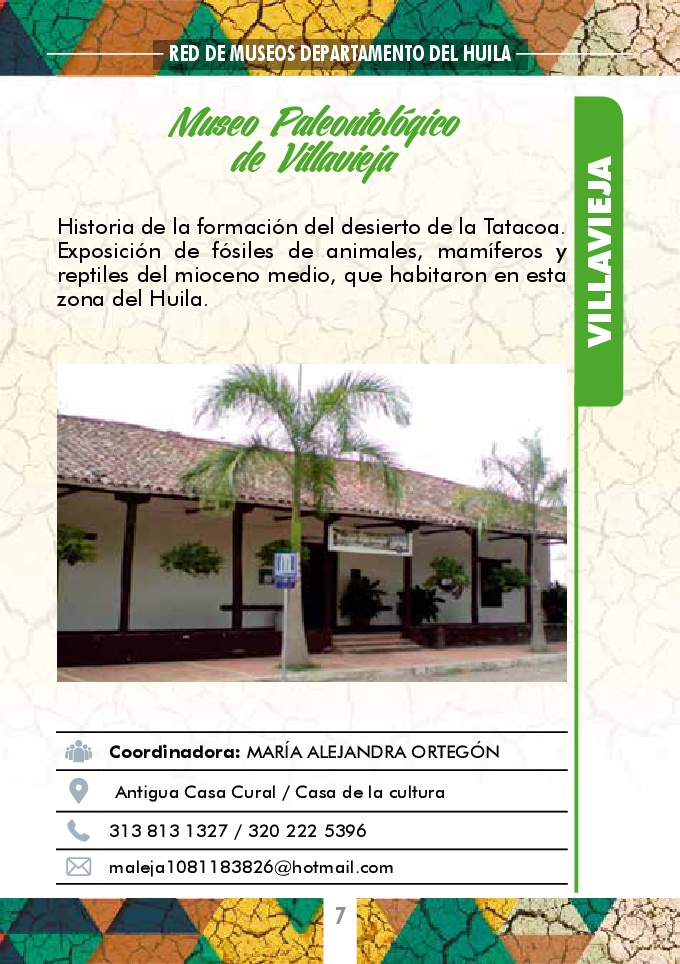 RED DE MUSEOS DEPARTAMENTO DEL HUILA
Museo Paleontológico
de Villavieja
VILLAVIEJA
Historia de la formación del desierto de la Tatacoa.
Exposición de fósiles de animales, mamíferos y
reptiles del mioceno medio, que habitaron en esta
zona del Huila.
Coordinadora: MARÍA ALEJANDRA ORTEGÓN
Antigua Casa Cural / Casa de la cultura
313 813 1327 / 320 222 5396
maleja1081183826@hotmail.com
7